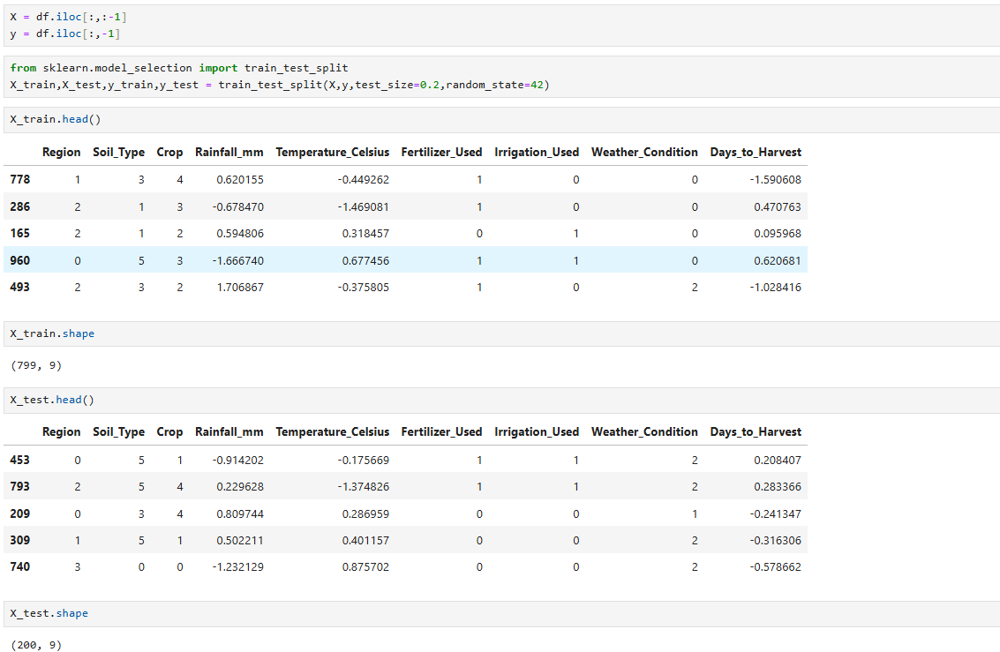 X = df.iloc[:,:-1]
y = df.iloc[:,-1]
from sklearn.model_selection import train_test_split
X_train,X_test,y_train,y_test = train_test_split(X,y,test_size=0.2,random_state=42)
X_train.head()
Region Soil_Type Crop Rainfall_mm Temperature_Celsius Fertilizer_Used Irrigation_Used Weather_Condition Days_to_Harvest
778 1 3 4 0.620155 -0.449262 1 0 0 -1.590608
286 2 1 3 -0.678470 -1.469081 1 0 0 0.470763
165 2 1 2 0.594806 0.318457 0 1 0 0.095968
960 0 5 3 -1.666740 0.677456 1 1 0 0.620681
493 2 3 2 1.706867 -0.375805 1 0 2 -1.028416
X_train.shape
(799, 9)
X_test.head()
Region Soil_Type Crop Rainfall_mm Temperature_Celsius Fertilizer_Used Irrigation_Used Weather_Condition Days_to_Harvest
453 0 5 1 -0.914202 -0.175669 1 1 2 0.208407
793 2 5 4 0.229628 -1.374826 1 1 2 0.283366
209 0 3 4 0.809744 0.286959 0 0 1 -0.241347
309 1 5 1 0.502211 0.401157 0 0 2 -0.316306
740 3 0 0 -1.232129 0.875702 0 0 2 -0.578662
X_test.shape
(200, 9)